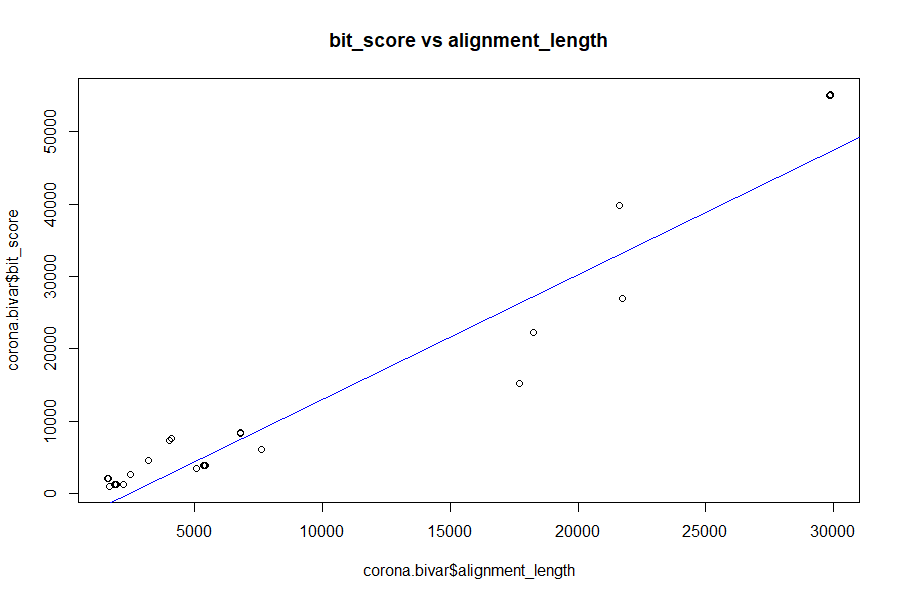 bit_score vs alignment_length
corona.bivar$bit_score
50000
40000
30000
20000
10000
0
5000 10000 15000 20000 25000 30000
corona.bivar$alignment_length